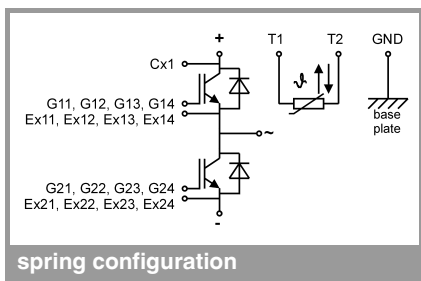 +
T1
T2
GND
Cx1
ϑ
G11, G12, G13, G14
Ex11, Ex12, Ex13, Ex14
base
plate
~
G21, G22, G23, G24
Ex21, Ex22, Ex23, Ex24
-
spring configuration